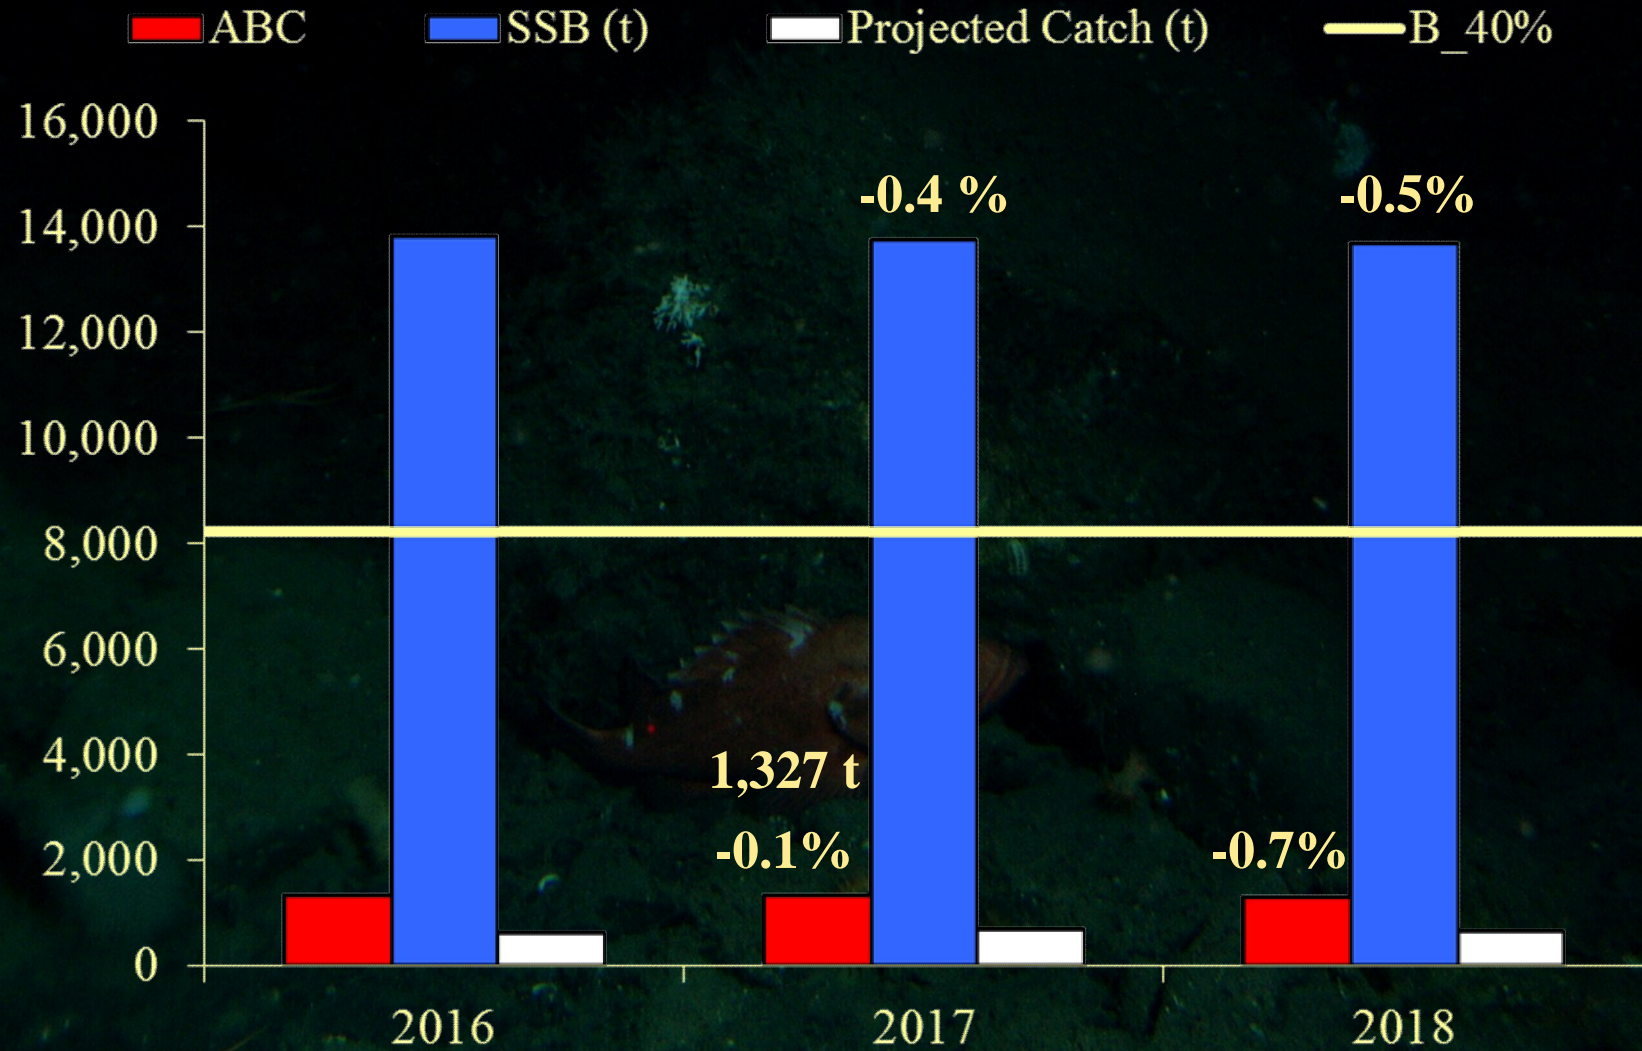 ABC SSB (t) Projected Catch (t) B_40%
16,000
-0.4 % -0.5%
14,000
12,000
10,000
8,000
6,000
4,000
1,327 t
2,000 -0.1% -0.7%
0
2016 2017 2018